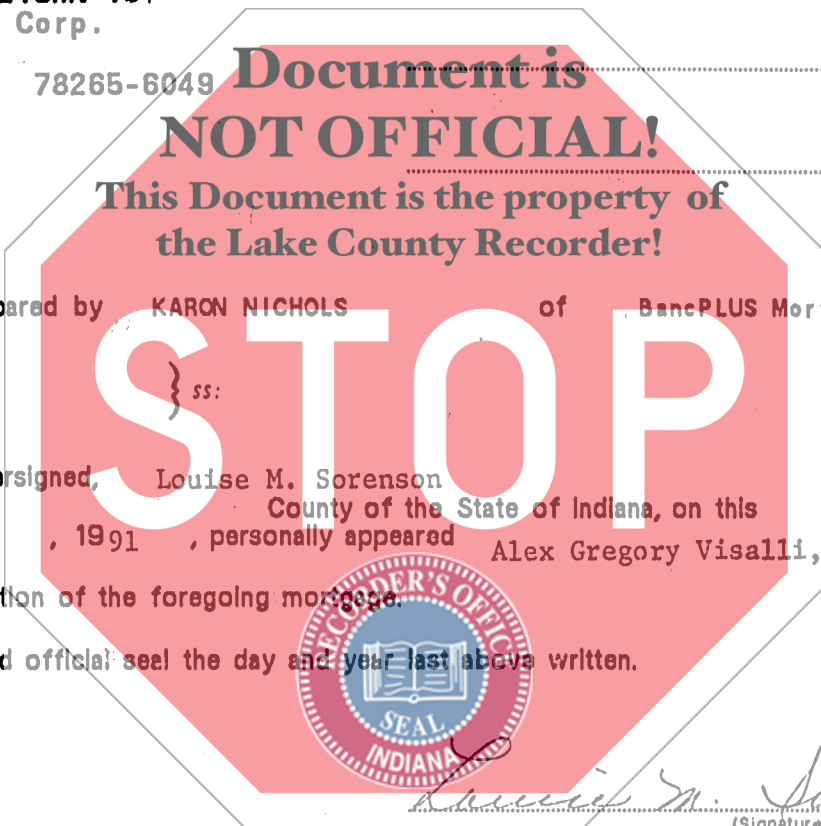 Corp.
78265-6049
Document is
NOT OFFICIAL!
This Document is the property of
the Lake County Recorder!
pared by KARON NICHOLS of BancPLUS Mor
} ss:
STOP
ersigned, Louise M. Sorenson
County of the State of Indiana, on this
, 1991 , personally appeared Alex Gregory Visalli,
tion of the foregoing mortgage.
d official seal the day and year last above written.
RECORDER'S OFFICE
SEAL
INDIANA
Louise M. So
(Signature